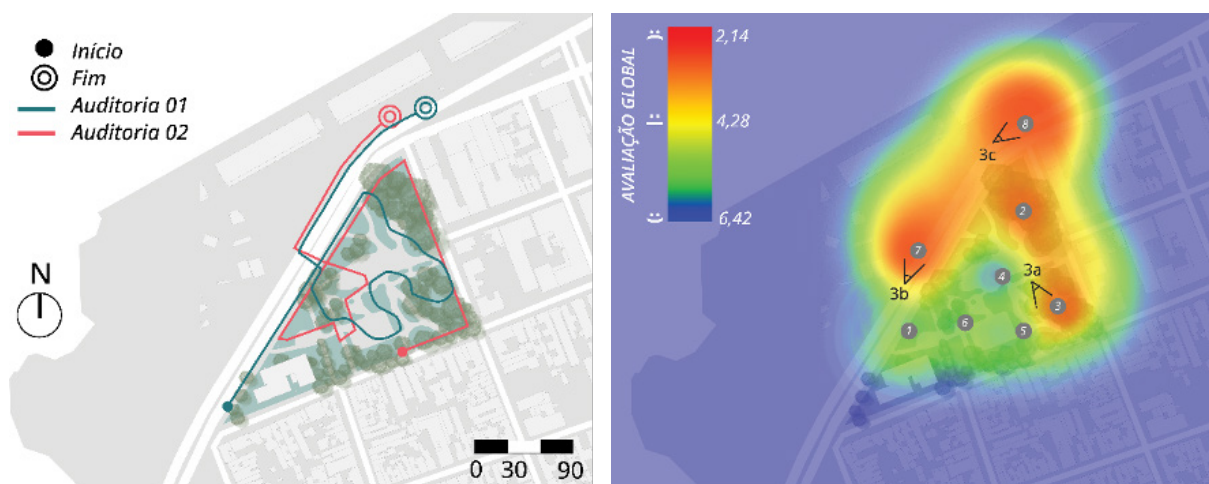 Início
Fim
Auditoria 01
Auditoria 02
N
0 30 90
AVALIAÇÃO GLOBAL
2,14
4,28
6,42
8
3c
2
7
4
3a
3b
3
1
6
5